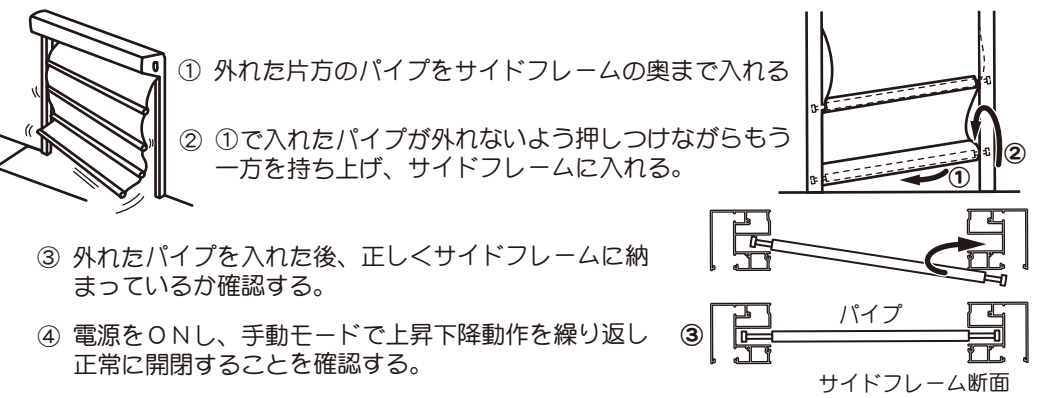 ① 外れた片方のパイプをサイドフレームの奥まで入れる
② ①で入れたパイプが外れないよう押しつけながらもう
一方を持ち上げ、サイドフレームに入れる。
②
①
③ 外れたパイプを入れた後、正しくサイドフレームに納
まっているか確認する。
④ 電源をONし、手動モードで上昇下降動作を繰り返し
正常に開閉することを確認する。
③
パイプ
サイドフレーム断面